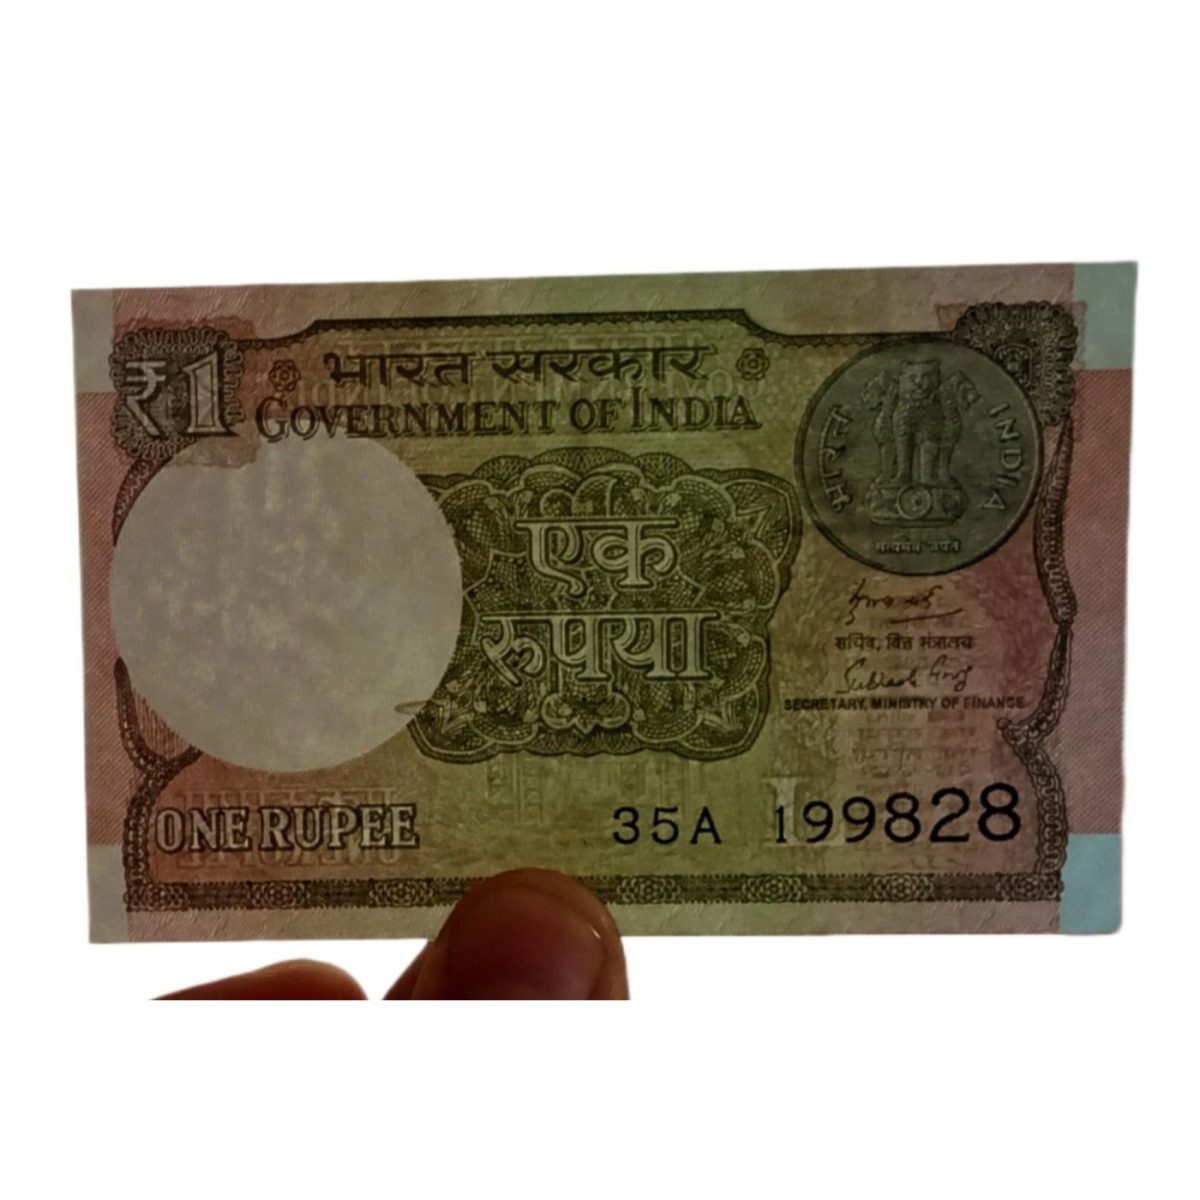 ₹1
भारत सरकार
GOVERNMENT OF INDIA
भारत
INDIA
सत्यमेव जयते
एक
रुपया
सचिव, वित्त मंत्रालय
SECRETARY, MINISTRY OF FINANCE
L
ONE RUPEE
35A 199828